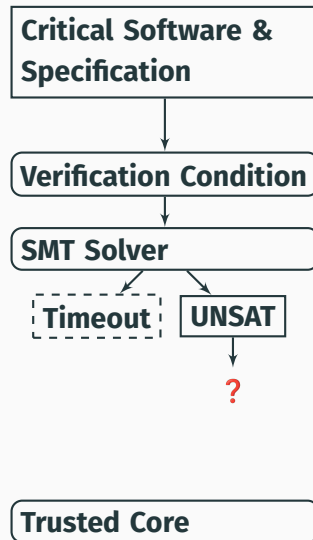 Critical Software &
Specification
Verification Condition
SMT Solver
Timeout
UNSAT
?
Trusted Core